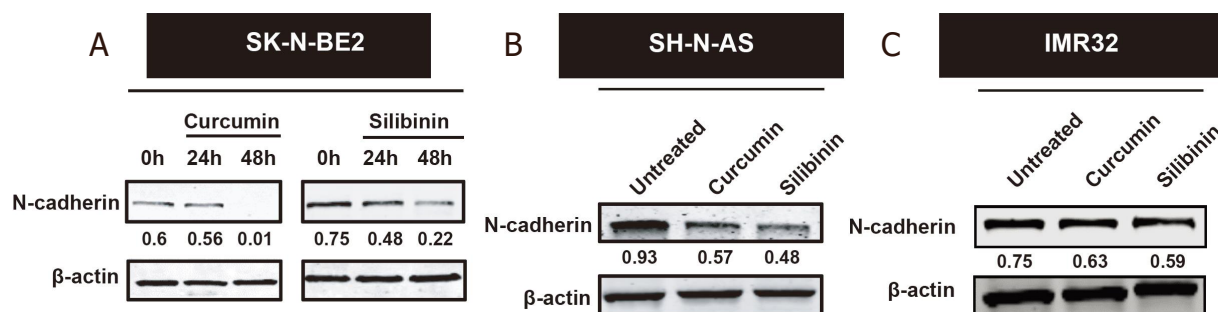 A
SK-N-BE2
Curcumin
Silibinin
0h 24h 48h
0h 24h 48h
N-cadherin
0.6 0.56 0.01
0.75 0.48 0.22
β-actin
B
SH-N-AS
Untreated
Curcumin
Silibinin
N-cadherin
0.93 0.57 0.48
β-actin
C
IMR32
Untreated
Curcumin
Silibinin
N-cadherin
0.75 0.63 0.59
β-actin